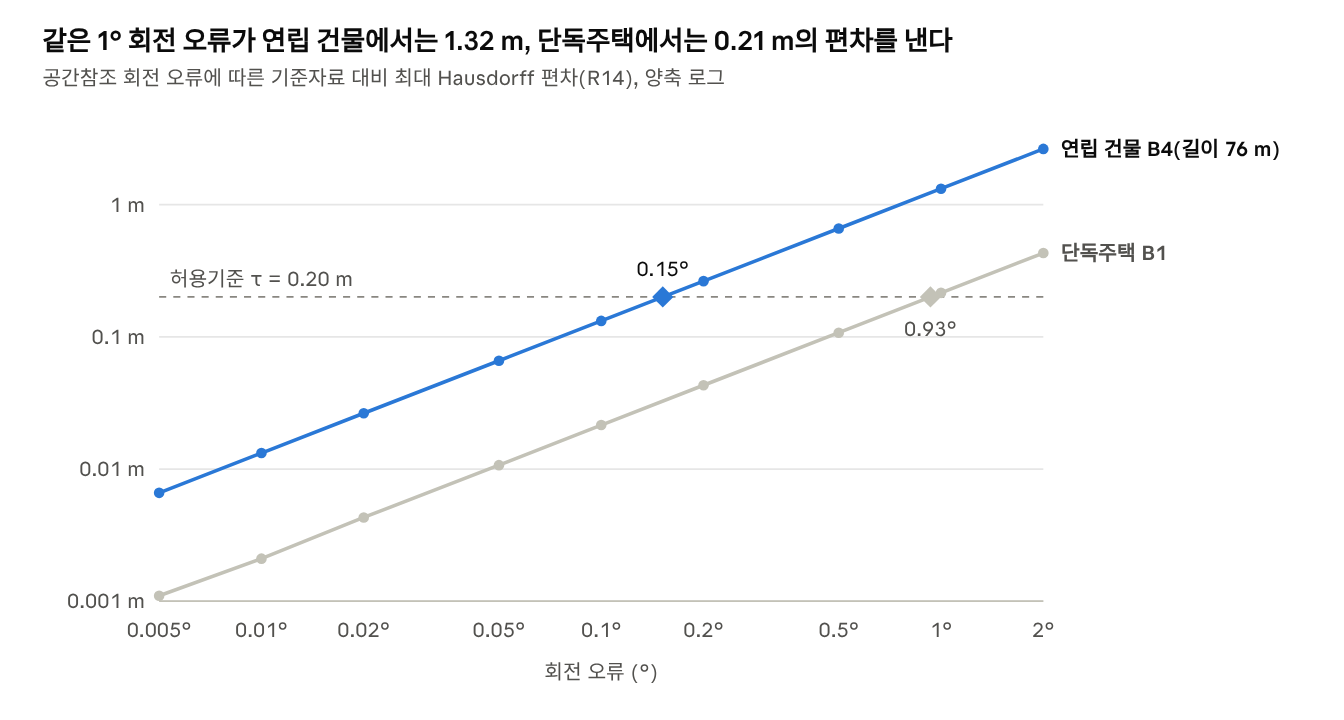 같은 1° 회전 오류가 연립 건물에서는 1.32 m, 단독주택에서는 0.21 m의 편차를 낸다
공간참조 회전 오류에 따른 기준자료 대비 최대 Hausdorff 편차(R14), 양축 로그
연립 건물 B4(길이 76 m)
1 m
단독주택 B1
허용기준 τ = 0.20 m
0.15°
0.1 m
0.93°
0.01 m
0.001 m
0.005° 0.01° 0.02° 0.05° 0.1° 0.2° 0.5° 1° 2°
회전 오류 (°)